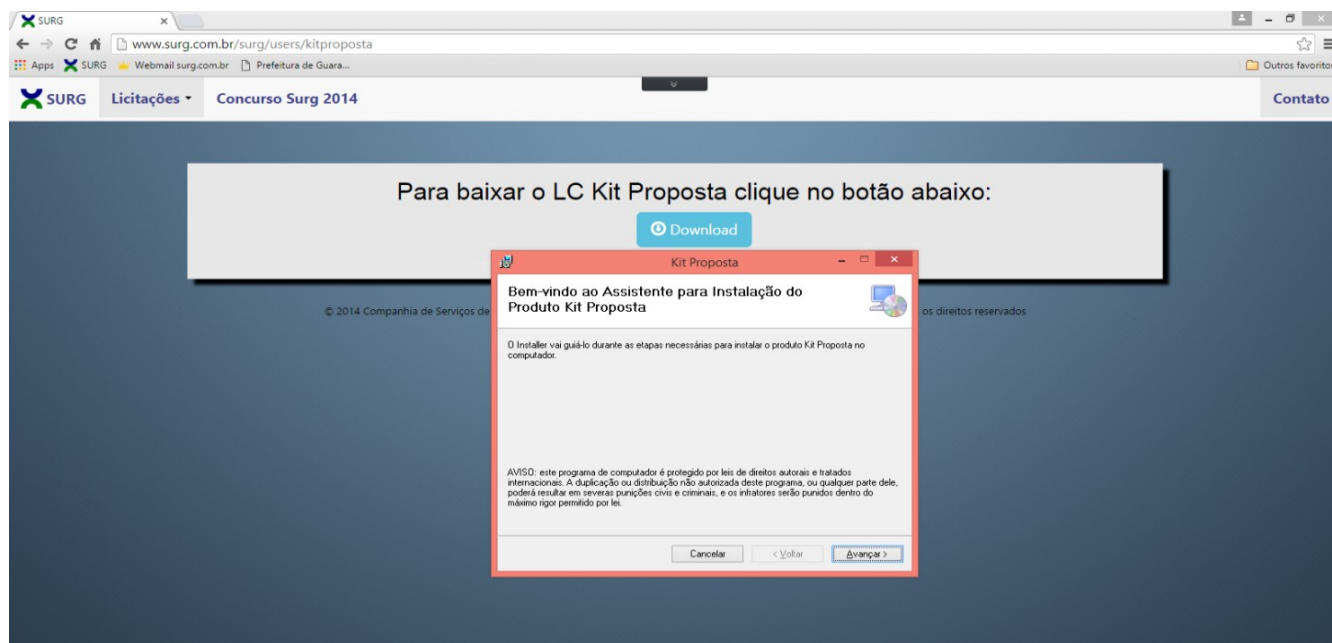 SURG
www.surg.com.br/surg/users/kitproposta
Apps SURG Webmail surg.com.br Prefeitura de Guara... Outros favoritos
SURG Licitações Concurso Surg 2014 Contato
Para baixar o LC Kit Proposta clique no botão abaixo:
Download
Kit Proposta
Bem-vindo ao Assistente para Instalação do
Produto Kit Proposta
© 2014 Companhia de Serviços de os direitos reservados
O Installer vai guiá-lo durante as etapas necessárias para instalar o produto Kit Proposta no
computador.
AVISO: este programa de computador é protegido por leis de direitos autorais e tratados
internacionais. A duplicação ou distribuição não autorizada deste programa, ou qualquer parte dele,
poderá resultar em severas punições civis e criminais, e os infratores serão punidos dentro do
máximo rigor permitido por lei.
Cancelar < Voltar Avançar >